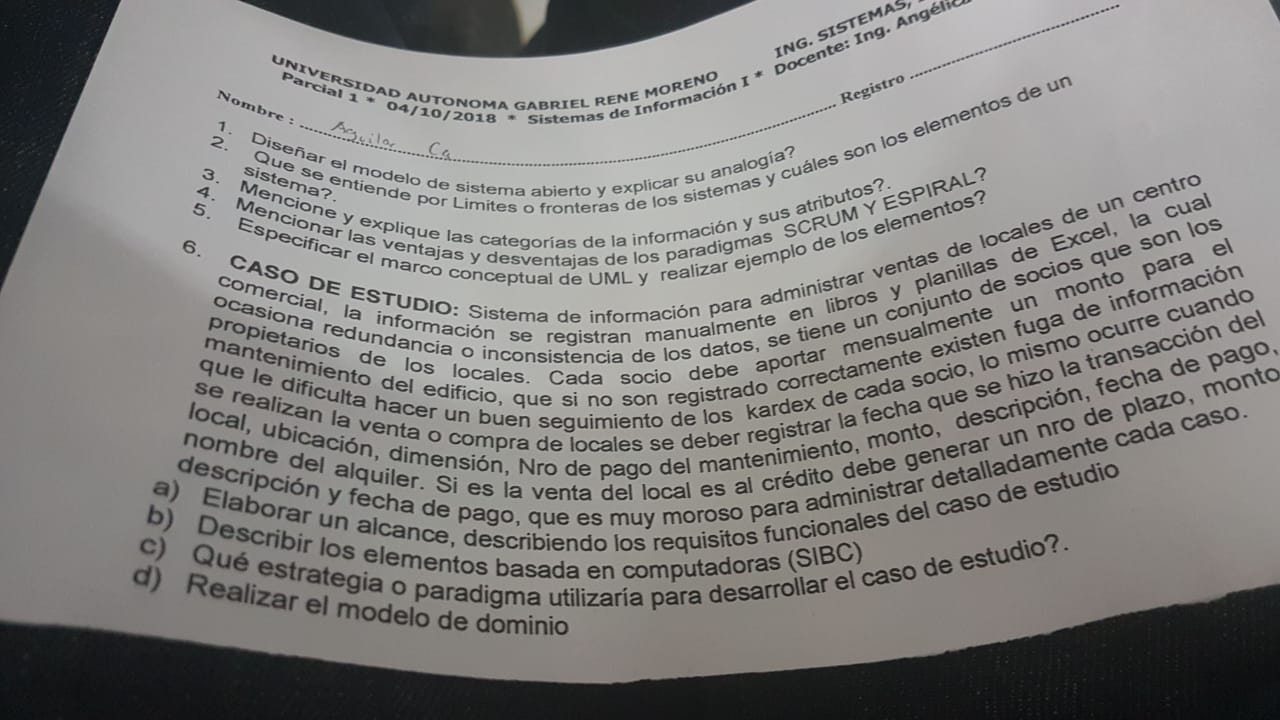 UNIVERSIDAD AUTONOMA GABRIEL RENE MORENO ING. SISTEMAS,
Parcial 1 * 04/10/2018 * Sistemas de Información I * Docente: Ing. Angélica
Nombre : Aguilar Ca Registro
1. Diseñar el modelo de sistema abierto y explicar su analogía?
2. Que se entiende por Limites o fronteras de los sistemas y cuáles son los elementos de un
sistema?.
3. Mencione y explique las categorías de la información y sus atributos?.
4. Mencionar las ventajas y desventajas de los paradigmas SCRUM Y ESPIRAL?
5. Especificar el marco conceptual de UML y realizar ejemplo de los elementos?
6. CASO DE ESTUDIO: Sistema de información para administrar ventas de locales de un centro
comercial, la información se registran manualmente en libros y planillas de Excel, la cual
ocasiona redundancia o inconsistencia de los datos, se tiene un conjunto de socios que son los
propietarios de los locales. Cada socio debe aportar mensualmente un monto para el
mantenimiento del edificio, que si no son registrado correctamente existen fuga de información
que le dificulta hacer un buen seguimiento de los kardex de cada socio, lo mismo ocurre cuando
se realizan la venta o compra de locales se deber registrar la fecha que se hizo la transacción del
local, ubicación, dimensión, Nro de pago del mantenimiento, monto, descripción, fecha de pago,
nombre del alquiler. Si es la venta del local es al crédito debe generar un nro de plazo, monto
descripción y fecha de pago, que es muy moroso para administrar detalladamente cada caso.
a) Elaborar un alcance, describiendo los requisitos funcionales del caso de estudio
b) Describir los elementos basada en computadoras (SIBC)
c) Qué estrategia o paradigma utilizaría para desarrollar el caso de estudio?.
d) Realizar el modelo de dominio